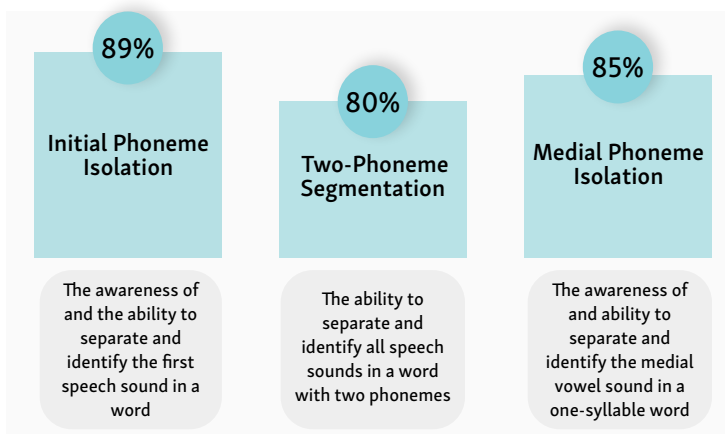 89%
Initial Phoneme
Isolation
The awareness of
and the ability to
separate and
identify the first
speech sound in a
word
80%
Two-Phoneme
Segmentation
The ability to
separate and
identify all speech
sounds in a word
with two phonemes
85%
Medial Phoneme
Isolation
The awareness of
and ability to
separate and
identify the medial
vowel sound in a
one-syllable word